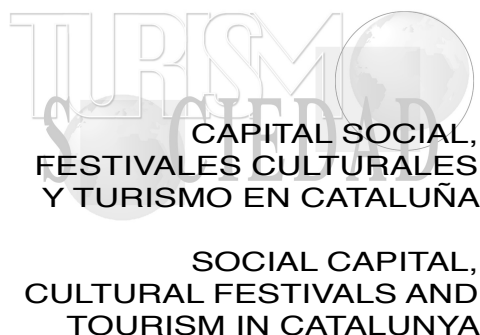 TURISMO
SOCIEDAD
CAPITAL SOCIAL,
FESTIVALES CULTURALES
Y TURISMO EN CATALUÑA
SOCIAL CAPITAL,
CULTURAL FESTIVALS AND
TOURISM IN CATALUNYA